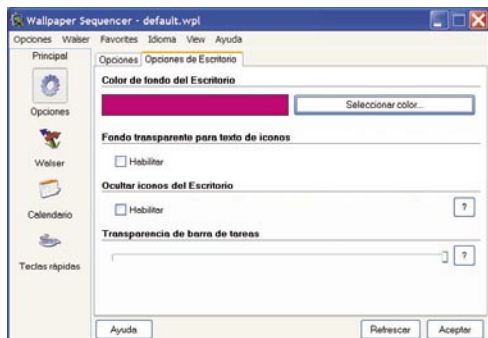 Wallpaper Sequencer - default.wpl
Opciones Walser Favorites Idioma View Ayuda
Principal
Opciones
Walser
Calendario
Teclas rápidas
Opciones Opciones de Escritorio
Color de fondo del Escritorio
Seleccionar color...
Fondo transparente para texto de iconos
Habilitar
Ocultar iconos del Escritorio
Habilitar
?
Transparencia de barra de tareas
?
Ayuda Refrescar Aceptar